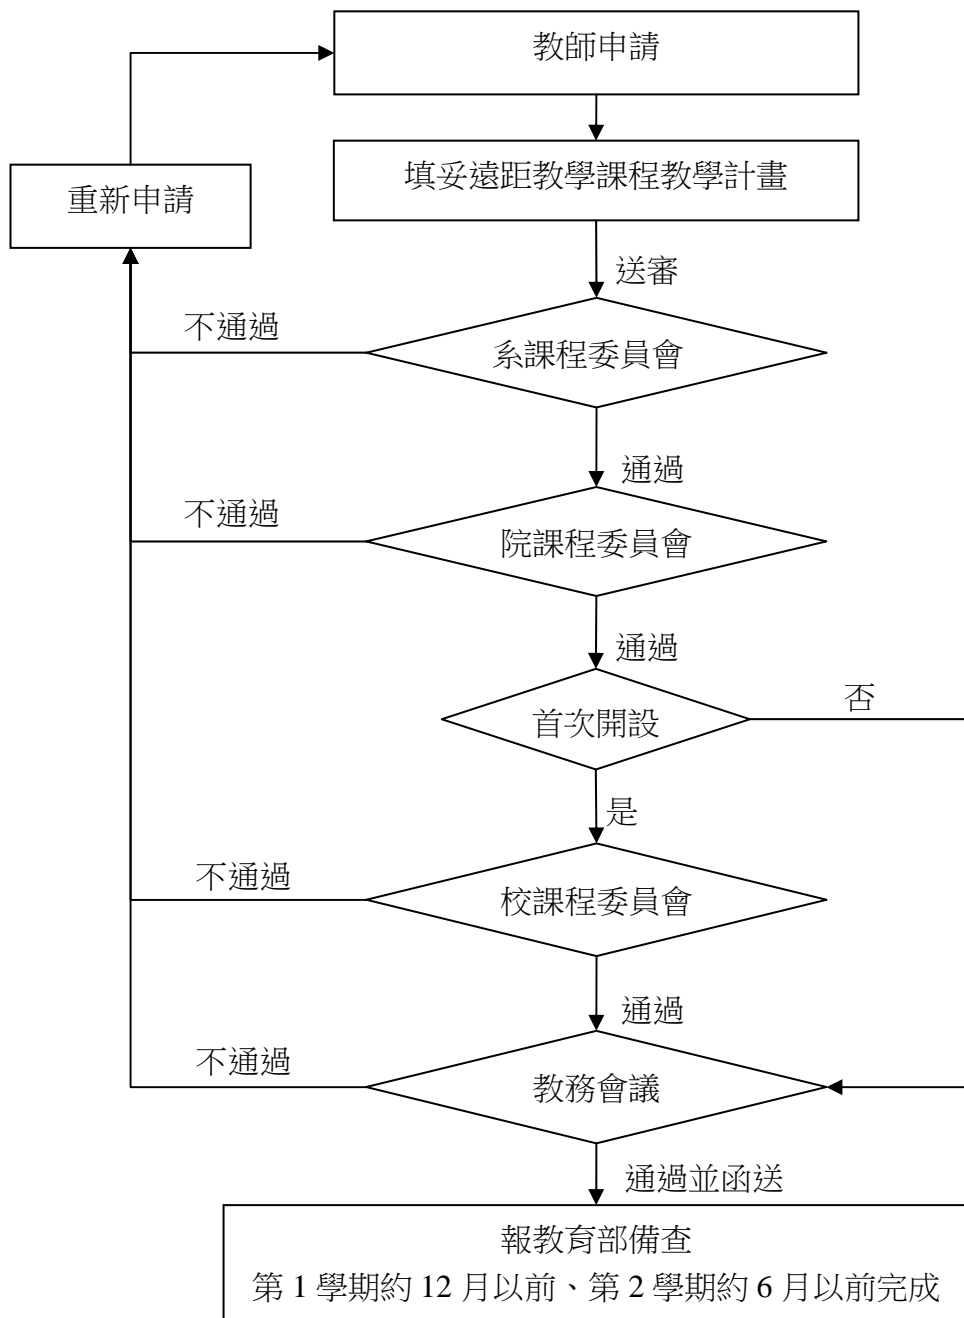 教師申請
填妥遠距教學課程教學計畫
重新申請
送審
不通過
系課程委員會
通過
不通過
院課程委員會
通過
首次開設
否
是
不通過
校課程委員會
通過
不通過
教務會議
通過並函送
報教育部備查
第 1 學期約 12 月以前、第 2 學期約 6 月以前完成